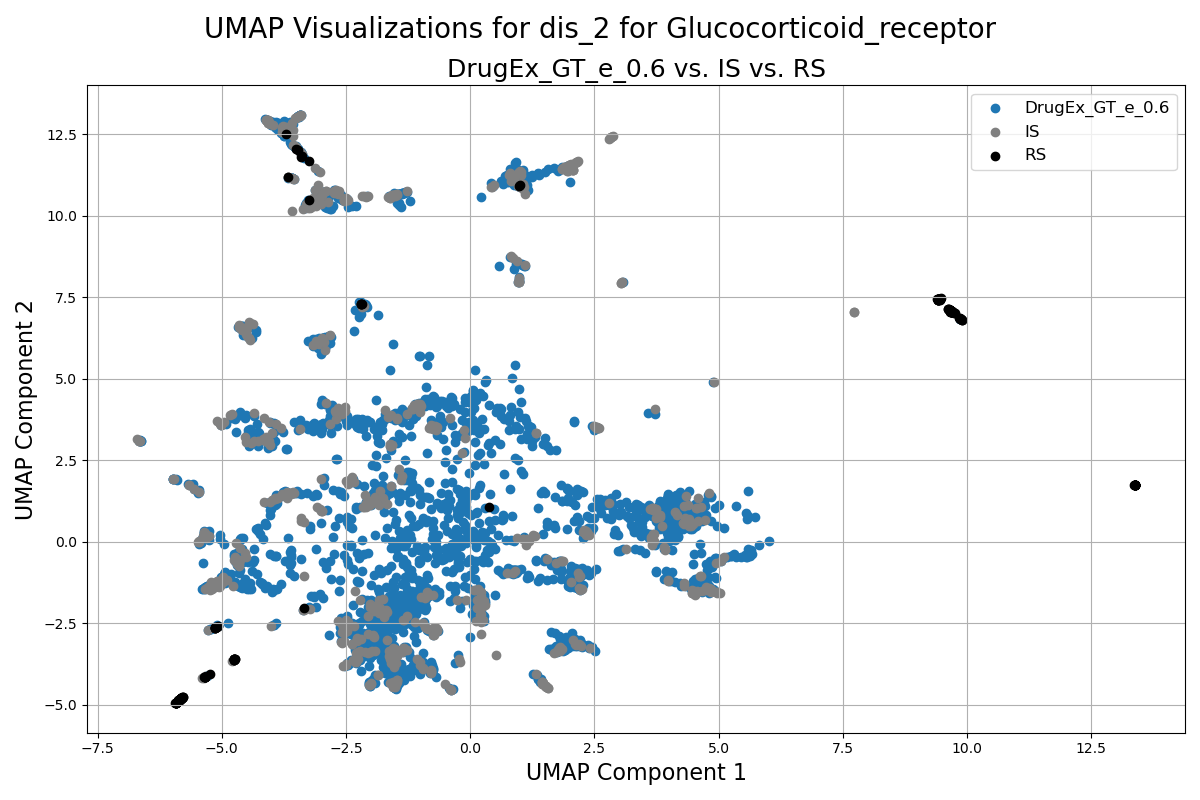 UMAP Visualizations for dis_2 for Glucocorticoid_receptor
DrugEx_GT_e_0.6 vs. IS vs. RS
DrugEx_GT_e_0.6
IS
RS
UMAP Component 2
12.5
10.0
7.5
5.0
2.5
0.0
−2.5
−5.0
−7.5 −5.0 −2.5 0.0 2.5 5.0 7.5 10.0 12.5
UMAP Component 1